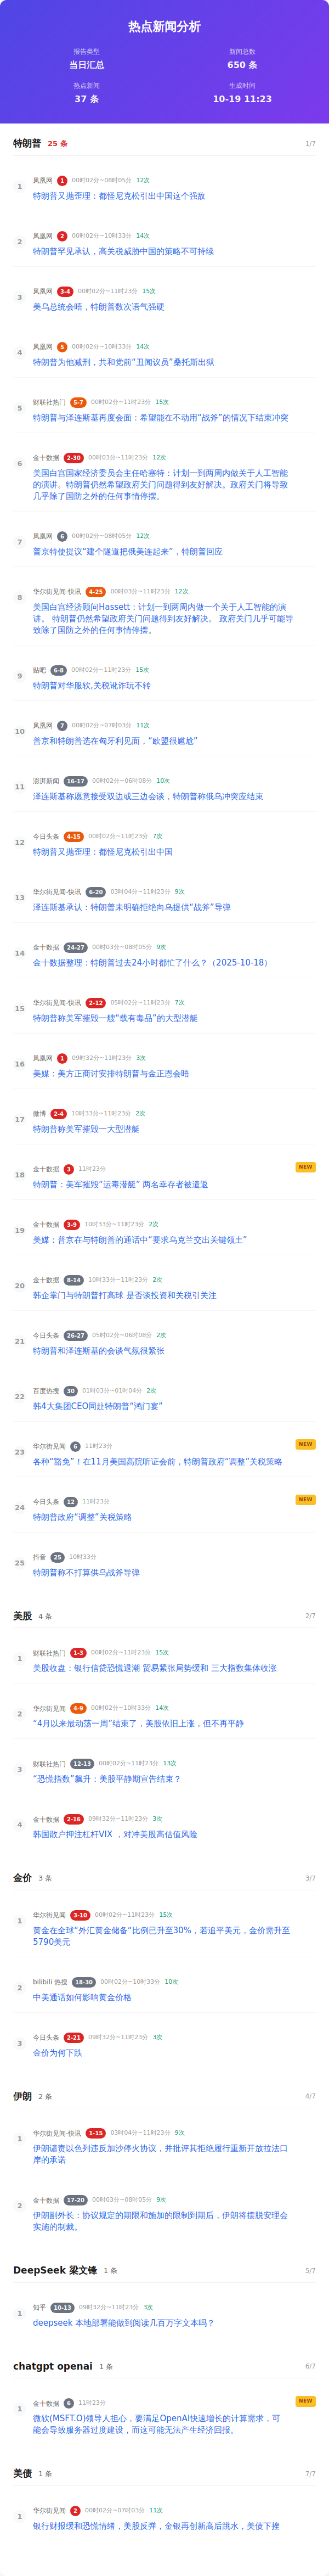 热点新闻分析
报告类型
当日汇总
新闻总数
650 条
热点新闻
37 条
生成时间
10-19 11:23
特朗普 25 条 1/7
1
凤凰网 1 00时02分~08时05分 12次
特朗普又抛歪理：都怪尼克松引出中国这个强敌
2
凤凰网 2 00时02分~10时33分 14次
特朗普罕见承认，高关税威胁中国的策略不可持续
3
凤凰网 3-4 00时02分~11时23分 15次
美乌总统会晤，特朗普数次语气强硬
4
凤凰网 5 00时02分~10时33分 14次
特朗普为他减刑，共和党前“丑闻议员”桑托斯出狱
5
财联社热门 5-7 00时02分~11时23分 15次
特朗普与泽连斯基再度会面：希望能在不动用“战斧”的情况下结束冲突
6
金十数据 2-30 00时03分~11时23分 12次
美国白宫国家经济委员会主任哈塞特：计划一到两周内做关于人工智能
的演讲。特朗普仍然希望政府关门问题得到友好解决。政府关门将导致
几乎除了国防之外的任何事情停摆。
7
凤凰网 6 00时02分~08时05分 12次
普京特使提议“建个隧道把俄美连起来”，特朗普回应
8
华尔街见闻-快讯 4-25 00时03分~11时23分 12次
美国白宫经济顾问Hassett：计划一到两周内做一个关于人工智能的演
讲。 特朗普仍然希望政府关门问题得到友好解决。 政府关门几乎可能导
致除了国防之外的任何事情停摆。
9
贴吧 6-8 00时02分~11时23分 15次
特朗普对华服软,关税讹诈玩不转
10
凤凰网 7 00时02分~07时03分 11次
普京和特朗普选在匈牙利见面，“欧盟很尴尬”
11
澎湃新闻 16-17 00时02分~06时08分 10次
泽连斯基称愿意接受双边或三边会谈，特朗普称俄乌冲突应结束
12
今日头条 4-15 00时02分~11时23分 7次
特朗普又抛歪理：都怪尼克松引出中国
13
华尔街见闻-快讯 6-20 03时04分~11时23分 9次
泽连斯基承认：特朗普未明确拒绝向乌提供“战斧”导弹
14
金十数据 24-27 00时03分~08时05分 9次
金十数据整理：特朗普过去24小时都忙了什么？（2025-10-18）
15
华尔街见闻-快讯 2-12 05时02分~11时23分 7次
特朗普称美军摧毁一艘“载有毒品”的大型潜艇
16
凤凰网 1 09时32分~11时23分 3次
美媒：美方正商讨安排特朗普与金正恩会晤
17
微博 2-4 10时33分~11时23分 2次
特朗普称美军摧毁一大型潜艇
18
金十数据 3 11时23分 NEW
特朗普：美军摧毁“运毒潜艇” 两名幸存者被遣返
19
金十数据 3-9 10时33分~11时23分 2次
美媒：普京在与特朗普的通话中“要求乌克兰交出关键领土”
20
金十数据 8-14 10时33分~11时23分 2次
韩企掌门与特朗普打高球 是否谈投资和关税引关注
21
今日头条 26-27 05时02分~06时08分 2次
特朗普和泽连斯基的会谈气氛很紧张
22
百度热搜 30 01时03分~01时04分 2次
韩4大集团CEO同赴特朗普“鸿门宴”
23
华尔街见闻 6 11时23分 NEW
各种“豁免”！在11月美国高院听证会前，特朗普政府“调整”关税策略
24
今日头条 12 11时23分 NEW
特朗普政府“调整”关税策略
25
抖音 25 10时33分
特朗普称不打算供乌战斧导弹
美股 4 条 2/7
1
财联社热门 1-3 00时02分~11时23分 15次
美股收盘：银行信贷恐慌退潮 贸易紧张局势缓和 三大指数集体收涨
2
华尔街见闻 4-9 00时02分~10时33分 14次
“4月以来最动荡一周”结束了，美股依旧上涨，但不再平静
3
财联社热门 12-13 00时02分~11时23分 13次
“恐慌指数”飙升：美股平静期宣告结束？
4
金十数据 2-16 09时32分~11时23分 3次
韩国散户押注杠杆VIX ，对冲美股高估值风险
金价 3 条 3/7
1
华尔街见闻 3-10 00时02分~11时23分 15次
黄金在全球“外汇黄金储备”比例已升至30%，若追平美元，金价需升至
5790美元
2
bilibili 热搜 18-30 00时02分~10时33分 10次
中美通话如何影响黄金价格
3
今日头条 2-21 09时32分~11时23分 3次
金价为何下跌
伊朗 2 条 4/7
1
华尔街见闻-快讯 1-15 03时04分~11时23分 9次
伊朗谴责以色列违反加沙停火协议，并批评其拒绝履行重新开放拉法口
岸的承诺
2
金十数据 17-20 00时03分~08时05分 9次
伊朗副外长：协议规定的期限和施加的限制到期后，伊朗将摆脱安理会
实施的制裁。
DeepSeek 梁文锋 1 条 5/7
1
知乎 10-13 09时32分~11时23分 3次
deepseek 本地部署能做到阅读几百万字文本吗？
chatgpt openai 1 条 6/7
1
金十数据 6 11时23分 NEW
微软(MSFT.O)领导人担心，要满足OpenAI快速增长的计算需求，可
能会导致服务器过度建设，而这可能无法产生经济回报。
美债 1 条 7/7
1
华尔街见闻 2 00时02分~07时03分 11次
银行财报缓和恐慌情绪，美股反弹，金银再创新高后跳水，美债下挫